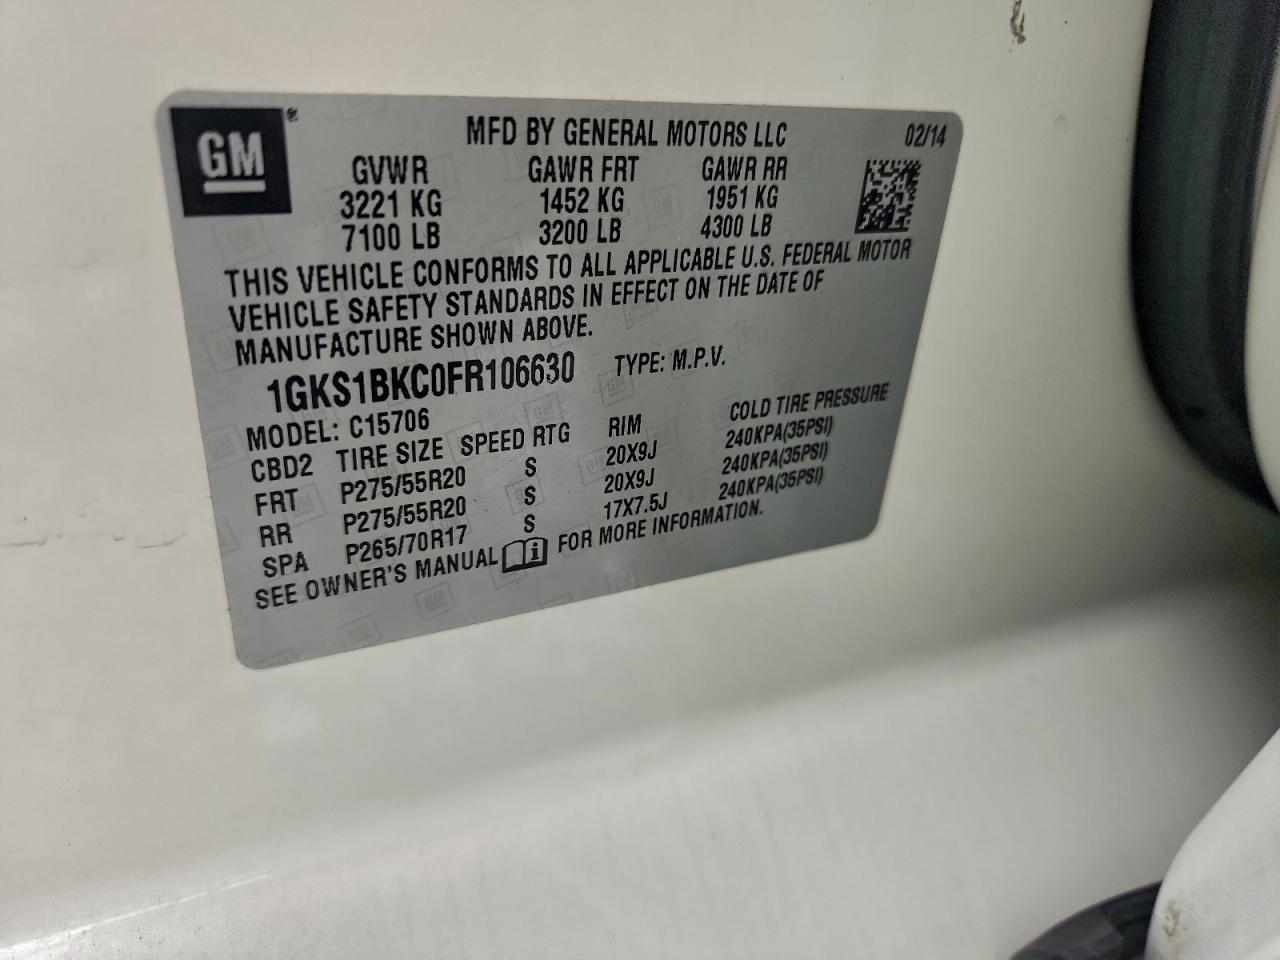 GM
MFD BY GENERAL MOTORS LLC 02/14
GVWR GAWR FRT GAWR RR
3221 KG 1452 KG 1951 KG
7100 LB 3200 LB 4300 LB
THIS VEHICLE CONFORMS TO ALL APPLICABLE U.S. FEDERAL MOTOR
VEHICLE SAFETY STANDARDS IN EFFECT ON THE DATE OF
MANUFACTURE SHOWN ABOVE.
1GKS1BKC0FR106630 TYPE: M.P.V.
MODEL: C15706
CBD2 TIRE SIZE SPEED RTG RIM COLD TIRE PRESSURE
FRT P275/55R20 S 20X9J 240KPA(35PSI)
RR P275/55R20 S 20X9J 240KPA(35PSI)
SPA P265/70R17 S 17X7.5J 240KPA(35PSI)
SEE OWNER'S MANUAL i FOR MORE INFORMATION.